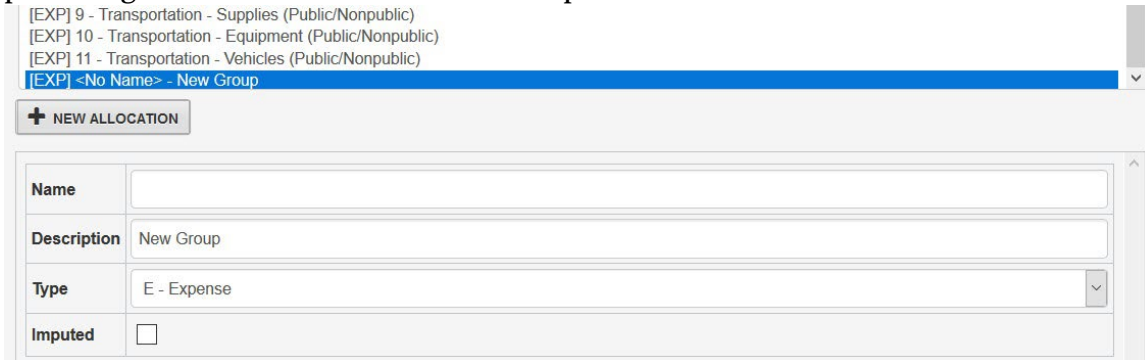 [EXP] 9 - Transportation - Supplies (Public/Nonpublic)
[EXP] 10 - Transportation - Equipment (Public/Nonpublic)
[EXP] 11 - Transportation - Vehicles (Public/Nonpublic)
[EXP] <No Name> - New Group
+ NEW ALLOCATION
Name
Description New Group
Type E - Expense
Imputed